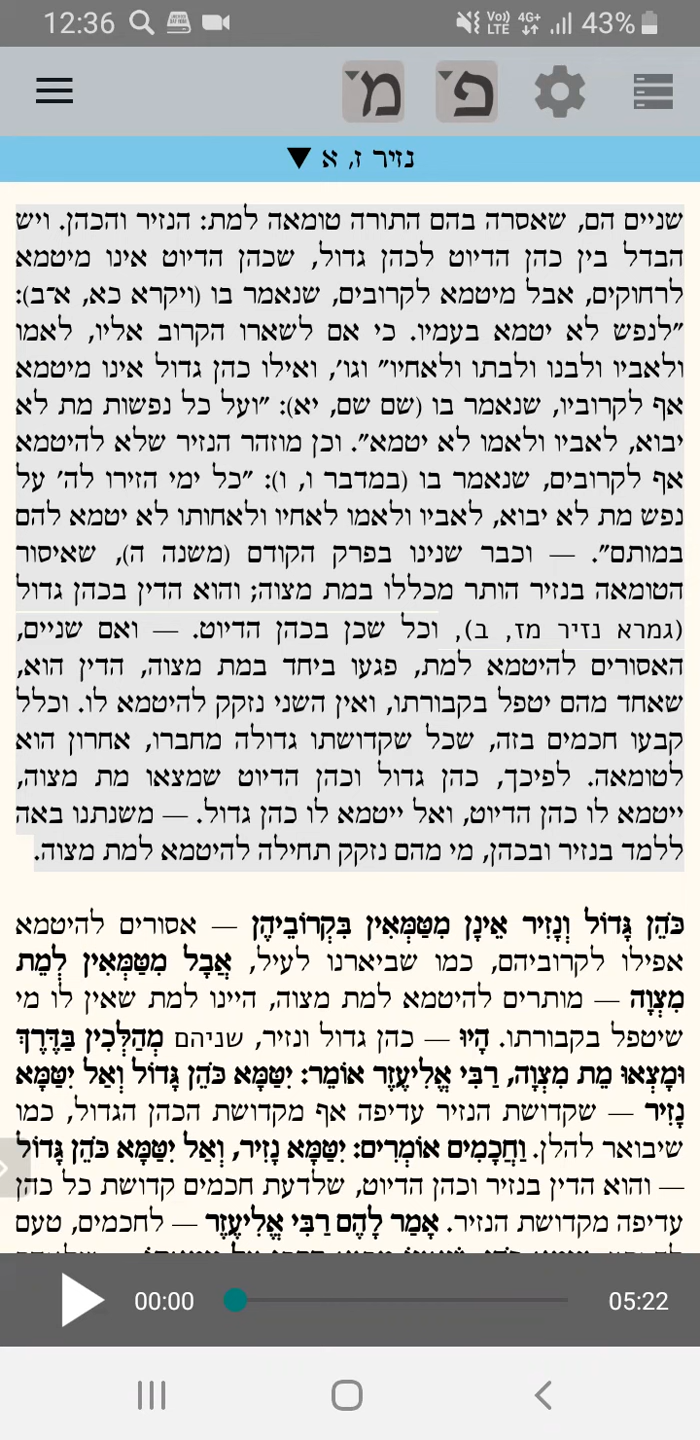 12:36 Vo)) LTE 4G+ 43%
מ' פ'
נזיר ז, א ▼
שניים הם, שאסרה בהם התורה טומאה למת: הנזיר והכהן. ויש
הבדל בין כהן הדיוט לכהן גדול, שכהן הדיוט אינו מיטמא
לרחוקים, אבל מיטמא לקרובים, שנאמר בו (ויקרא כא, א־ב):
"לנפש לא יטמא בעמיו. כי אם לשארו הקרוב אליו, לאמו
ולאביו ולבנו ולבתו ולאחיו" וגו', ואילו כהן גדול אינו מיטמא
אף לקרוביו, שנאמר בו (שם שם, יא): "ועל כל נפשות מת לא
יבוא, לאביו ולאמו לא יטמא". וכן מוזהר הנזיר שלא להיטמא
אף לקרובים, שנאמר בו (במדבר ו, ו): "כל ימי הזירו לה' על
נפש מת לא יבוא, לאביו ולאמו לאחיו ולאחותו לא יטמא להם
במותם". — וכבר שנינו בפרק הקודם (משנה ה), שאיסור
הטומאה בנזיר הותר מכללו במת מצוה; והוא הדין בכהן גדול
(גמרא נזיר מז, ב), וכל שכן בכהן הדיוט. — ואם שניים,
האסורים להיטמא למת, פגעו ביחד במת מצוה, הדין הוא,
שאחד מהם יטפל בקבורתו, ואין השני נזקק להיטמא לו. וכלל
קבעו חכמים בזה, שכל שקדושתו גדולה מחברו, אחרון הוא
לטומאה. לפיכך, כהן גדול וכהן הדיוט שמצאו מת מצוה,
ייטמא לו כהן הדיוט, ואל ייטמא לו כהן גדול. — משנתנו באה
ללמד בנזיר ובכהן, מי מהם נזקק תחילה להיטמא למת מצוה.
כֹּהֵן גָּדוֹל וְנָזִיר אֵינָן מִטַּמְּאִין בִּקְרוֹבֵיהֶן — אסורים להיטמא
אפילו לקרוביהם, כמו שביארנו לעיל, אֲבָל מִטַּמְּאִין לְמֵת
מִצְוָה — מותרים להיטמא למת מצוה, היינו למת שאין לו מי
שיטפל בקבורתו. הָיוּ — כהן גדול ונזיר, שניהם מְהַלְּכִין בַּדֶּרֶךְ
וּמָצְאוּ מֵת מִצְוָה, רַבִּי אֱלִיעֶזֶר אוֹמֵר: יִטַּמָּא כֹּהֵן גָּדוֹל וְאַל יִטַּמָּא
נָזִיר — שקדושת הנזיר עדיפה אף מקדושת הכהן הגדול, כמו
שיבואר להלן. וַחֲכָמִים אוֹמְרִים: יִטַּמָּא נָזִיר, וְאַל יִטַּמָּא כֹּהֵן גָּדוֹל
— והוא הדין בנזיר וכהן הדיוט, שלדעת חכמים קדושת כל כהן
עדיפה מקדושת הנזיר. אָמַר לָהֶם רַבִּי אֱלִיעֶזֶר — לחכמים, טעם
00:00 05:22